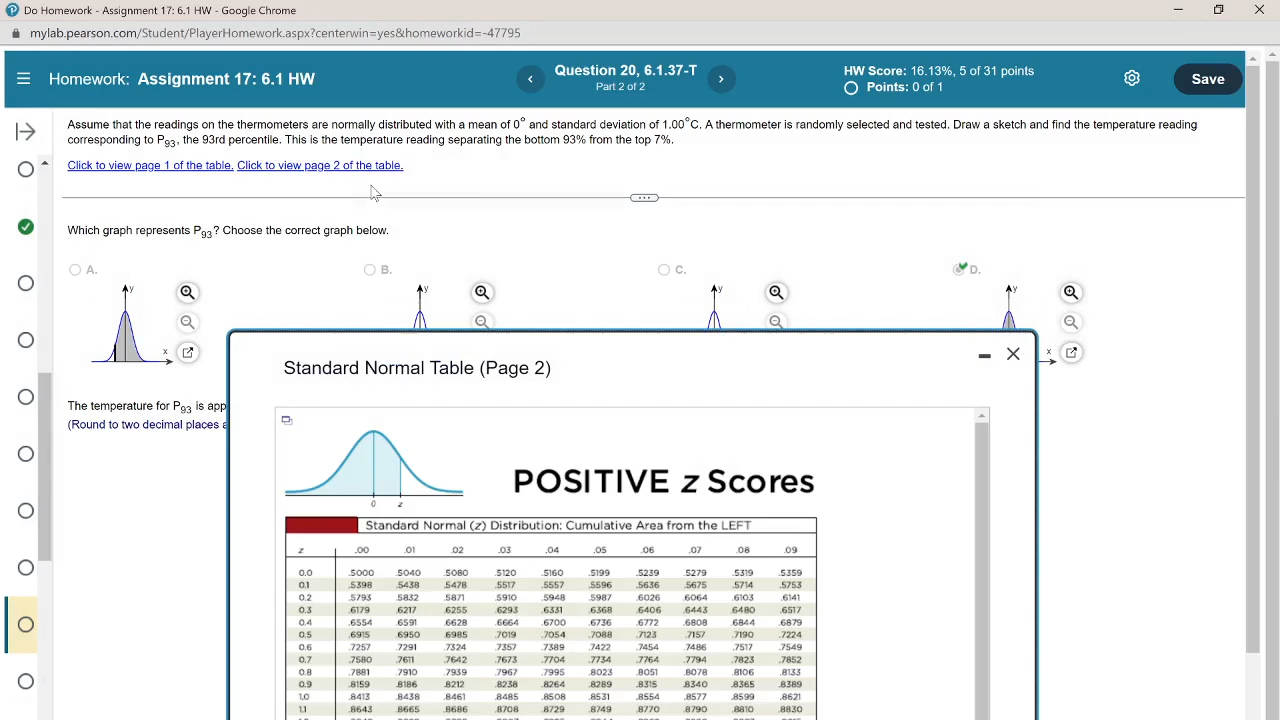 Do Homework - Assignment 17: 6.1 HW - Google Chrome
mylab.pearson.com/Student/PlayerHomework.aspx?centerwin=yes&homeworkid=-47795
Homework: Assignment 17: 6.1 HW
Question 20, 6.1.37-T
Part 2 of 2
HW Score: 16.13%, 5 of 31 points
Points: 0 of 1
Save
Assume that the readings on the thermometers are normally distributed with a mean of 0° and standard deviation of 1.00°C. A thermometer is randomly selected and tested. Draw a sketch and find the temperature reading
corresponding to P93, the 93rd percentile. This is the temperature reading separating the bottom 93% from the top 7%.
Click to view page 1 of the table. Click to view page 2 of the table.
Which graph represents P93? Choose the correct graph below.
A. B. C. D.
y y y y
x x
The temperature for P93 is app
(Round to two decimal places a
Standard Normal Table (Page 2)
0 z
POSITIVE z Scores
Standard Normal (z) Distribution: Cumulative Area from the LEFT
z .00 .01 .02 .03 .04 .05 .06 .07 .08 .09
0.0 .5000 .5040 .5080 .5120 .5160 .5199 .5239 .5279 .5319 .5359
0.1 .5398 .5438 .5478 .5517 .5557 .5596 .5636 .5675 .5714 .5753
0.2 .5793 .5832 .5871 .5910 .5948 .5987 .6026 .6064 .6103 .6141
0.3 .6179 .6217 .6255 .6293 .6331 .6368 .6406 .6443 .6480 .6517
0.4 .6554 .6591 .6628 .6664 .6700 .6736 .6772 .6808 .6844 .6879
0.5 .6915 .6950 .6985 .7019 .7054 .7088 .7123 .7157 .7190 .7224
0.6 .7257 .7291 .7324 .7357 .7389 .7422 .7454 .7486 .7517 .7549
0.7 .7580 .7611 .7642 .7673 .7704 .7734 .7764 .7794 .7823 .7852
0.8 .7881 .7910 .7939 .7967 .7995 .8023 .8051 .8078 .8106 .8133
0.9 .8159 .8186 .8212 .8238 .8264 .8289 .8315 .8340 .8365 .8389
1.0 .8413 .8438 .8461 .8485 .8508 .8531 .8554 .8577 .8599 .8621
1.1 .8643 .8665 .8686 .8708 .8729 .8749 .8770 .8790 .8810 .8830